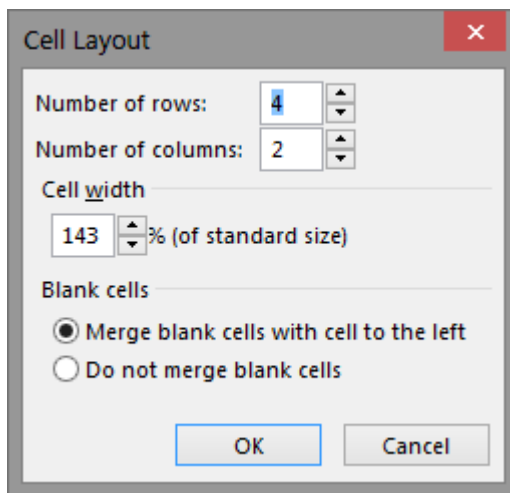 Cell Layout
Number of rows: 4
Number of columns: 2
Cell width
143 % (of standard size)
Blank cells
Merge blank cells with cell to the left
Do not merge blank cells
OK Cancel